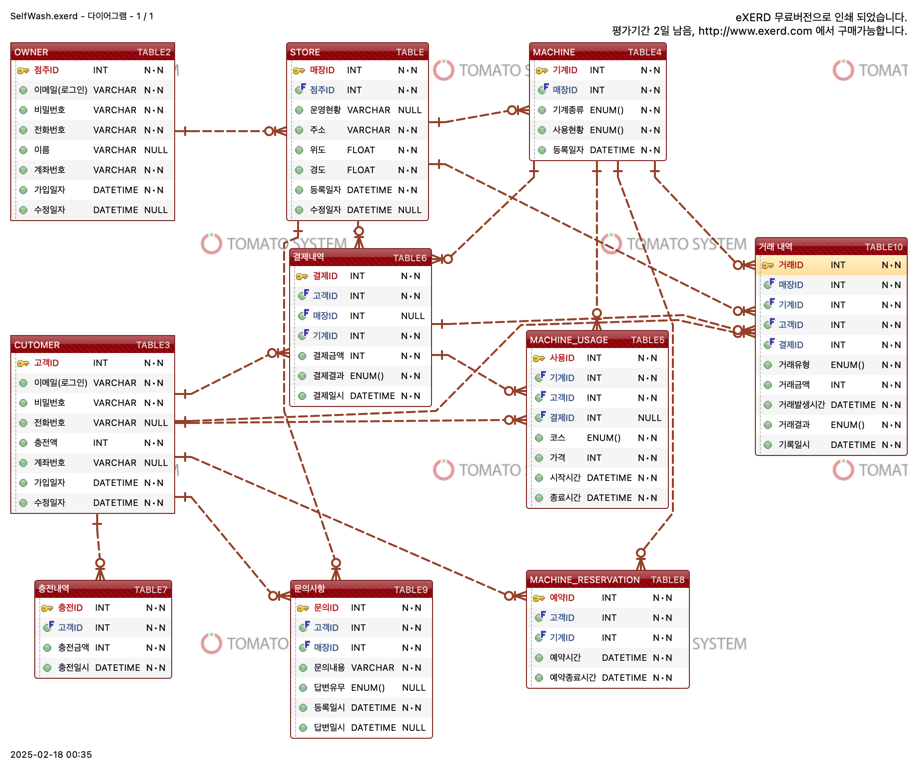 SelfWash.exerd - 다이어그램 - 1 / 1
eXERD 무료버전으로 인쇄 되었습니다.
평가기간 2일 남음, http://www.exerd.com 에서 구매가능합니다.
OWNER TABLE2
점주ID INT N·N
이메일(로그인) VARCHAR N·N
비밀번호 VARCHAR N·N
전화번호 VARCHAR N·N
이름 VARCHAR NULL
계좌번호 VARCHAR N·N
가입일자 DATETIME N·N
수정일자 DATETIME NULL
STORE TABLE
매장ID INT N·N
점주ID INT N·N
운영현황 VARCHAR NULL
주소 VARCHAR N·N
위도 FLOAT N·N
경도 FLOAT N·N
등록일자 DATETIME N·N
수정일자 DATETIME NULL
MACHINE TABLE4
기계ID INT N·N
매장ID INT N·N
기계종류 ENUM() N·N
사용현황 ENUM() N·N
등록일자 DATETIME N·N
TOMATO S
TOMATO
TOMATO SYSTEM
TOMATO SYSTEM
결제내역 TABLE6
결제ID INT N·N
고객ID INT N·N
매장ID INT NULL
기계ID INT N·N
결제금액 INT N·N
결제결과 ENUM() N·N
결제일시 DATETIME N·N
거래 내역 TABLE10
거래ID INT N·N
매장ID INT N·N
기계ID INT N·N
고객ID INT N·N
결제ID INT N·N
거래유형 ENUM() N·N
거래금액 INT N·N
거래발생시간 DATETIME N·N
거래결과 ENUM() N·N
기록일시 DATETIME N·N
CUTOMER TABLE3
고객ID INT N·N
이메일(로그인) VARCHAR N·N
비밀번호 VARCHAR N·N
전화번호 VARCHAR NULL
충전액 INT N·N
계좌번호 VARCHAR NULL
가입일자 DATETIME N·N
수정일자 DATETIME N·N
MACHINE_USAGE TABLE5
사용ID INT N·N
기계ID INT N·N
고객ID INT N·N
결제ID INT NULL
코스 ENUM() N·N
가격 INT N·N
시작시간 DATETIME N·N
종료시간 DATETIME N·N
TOMATO S
TOMATO
충전내역 TABLE7
충전ID INT N·N
고객ID INT N·N
충전금액 INT N·N
충전일시 DATETIME N·N
문의사항 TABLE9
문의ID INT N·N
고객ID INT N·N
매장ID INT N·N
문의내용 VARCHAR N·N
답변유무 ENUM() NULL
등록일시 DATETIME N·N
답변일시 DATETIME NULL
MACHINE_RESERVATION TABLE8
예약ID INT N·N
고객ID INT N·N
기계ID INT N·N
예약시간 DATETIME N·N
예약종료시간 DATETIME N·N
TOMATO
SYSTEM
2025-02-18 00:35